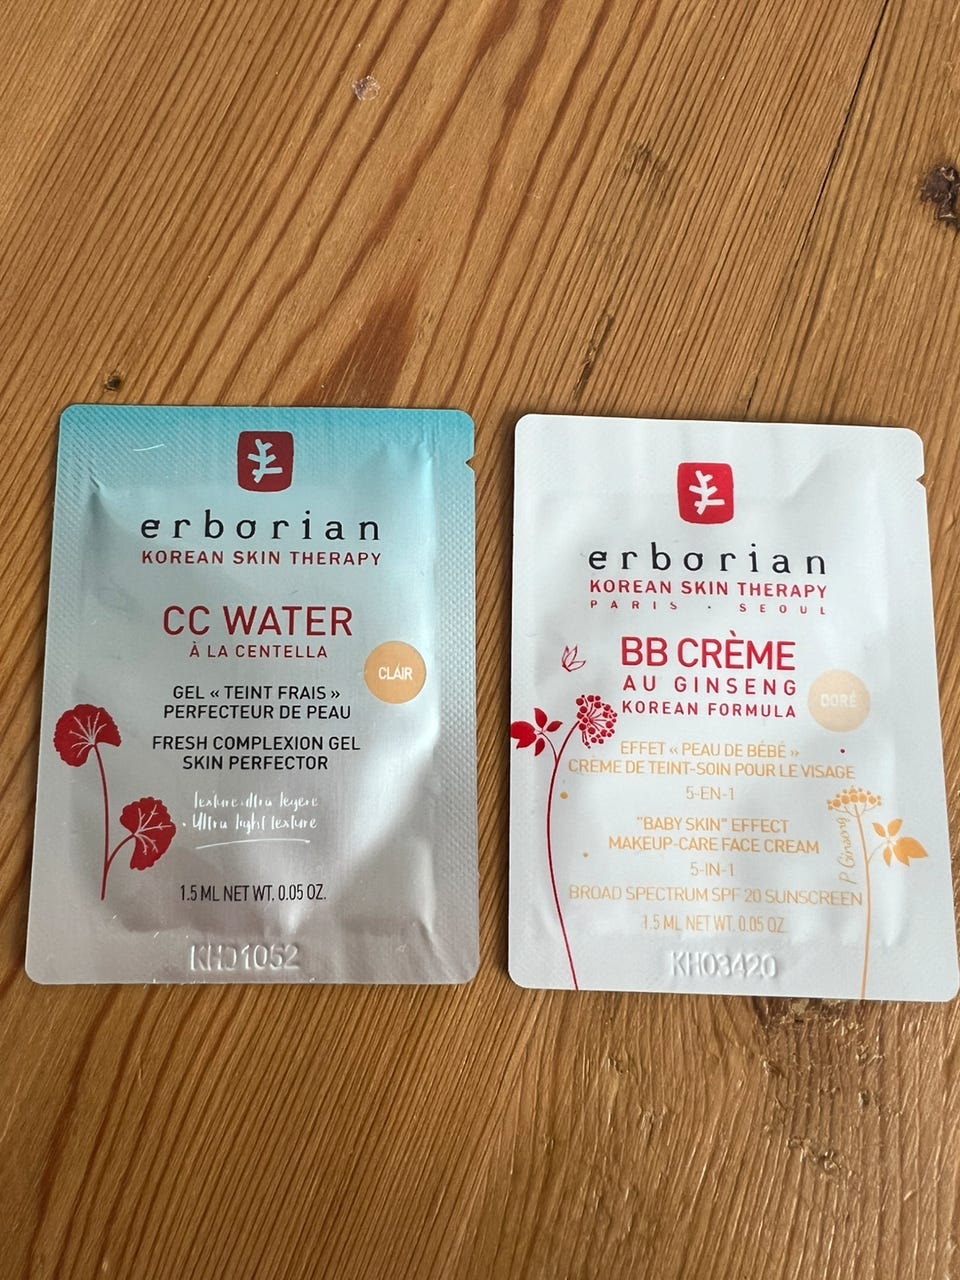 erborian
KOREAN SKIN THERAPY
CC WATER
À LA CENTELLA
CLAIR
GEL « TEINT FRAIS »
PERFECTEUR DE PEAU
FRESH COMPLEXION GEL
SKIN PERFECTOR
Texture ultra légère
Ultra light texture
1.5 ML NET WT. 0.05 OZ.
KH01052
erborian
KOREAN SKIN THERAPY
PARIS · SEOUL
BB CRÈME
AU GINSENG
KOREAN FORMULA
DORÉ
EFFET « PEAU DE BÉBÉ »
CRÈME DE TEINT-SOIN POUR LE VISAGE
5-EN-1
"BABY SKIN" EFFECT
MAKEUP-CARE FACE CREAM
5-IN-1
BROAD SPECTRUM SPF 20 SUNSCREEN
1.5 ML NET WT. 0.05 OZ.
P. Ginseng
KH03420